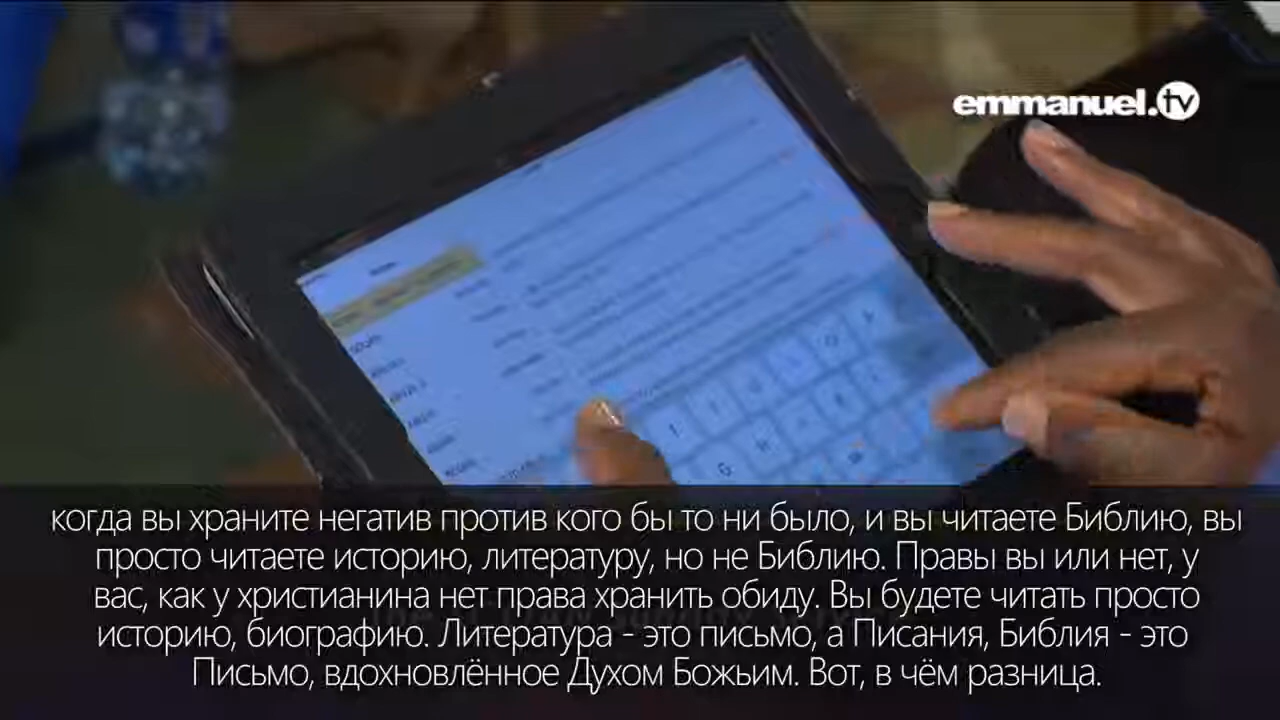 emmanuel.tv
когда вы храните негатив против кого бы то ни было, и вы читаете Библию, вы
просто читаете историю, литературу, но не Библию. Правы вы или нет, у
вас, как у христианина нет права хранить обиду. Вы будете читать просто
историю, биографию. Литература - это письмо, а Писания, Библия - это
Письмо, вдохновлённое Духом Божьим. Вот, в чём разница.